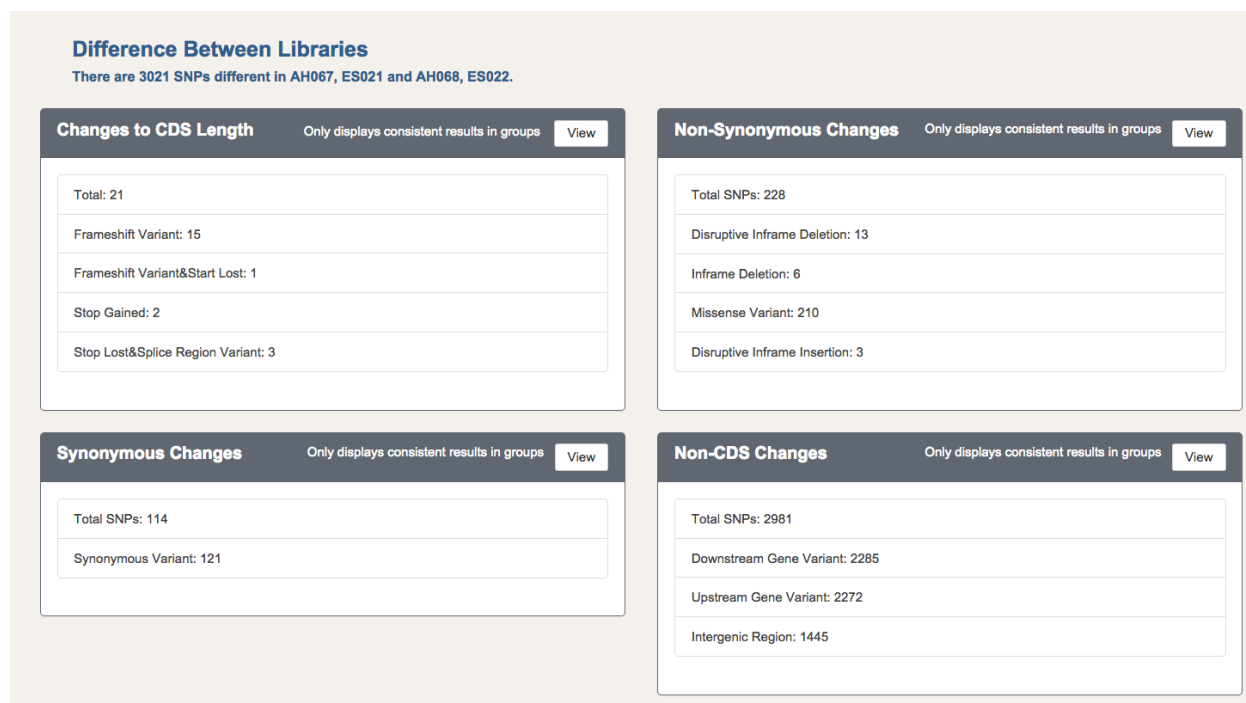 Difference Between Libraries
There are 3021 SNPs different in AH067, ES021 and AH068, ES022.
Changes to CDS Length
Only displays consistent results in groups
View
Total: 21
Frameshift Variant: 15
Frameshift Variant&Start Lost: 1
Stop Gained: 2
Stop Lost&Splice Region Variant: 3
Non-Synonymous Changes
Only displays consistent results in groups
View
Total SNPs: 228
Disruptive Inframe Deletion: 13
Inframe Deletion: 6
Missense Variant: 210
Disruptive Inframe Insertion: 3
Synonymous Changes
Only displays consistent results in groups
View
Total SNPs: 114
Synonymous Variant: 121
Non-CDS Changes
Only displays consistent results in groups
View
Total SNPs: 2981
Downstream Gene Variant: 2285
Upstream Gene Variant: 2272
Intergenic Region: 1445